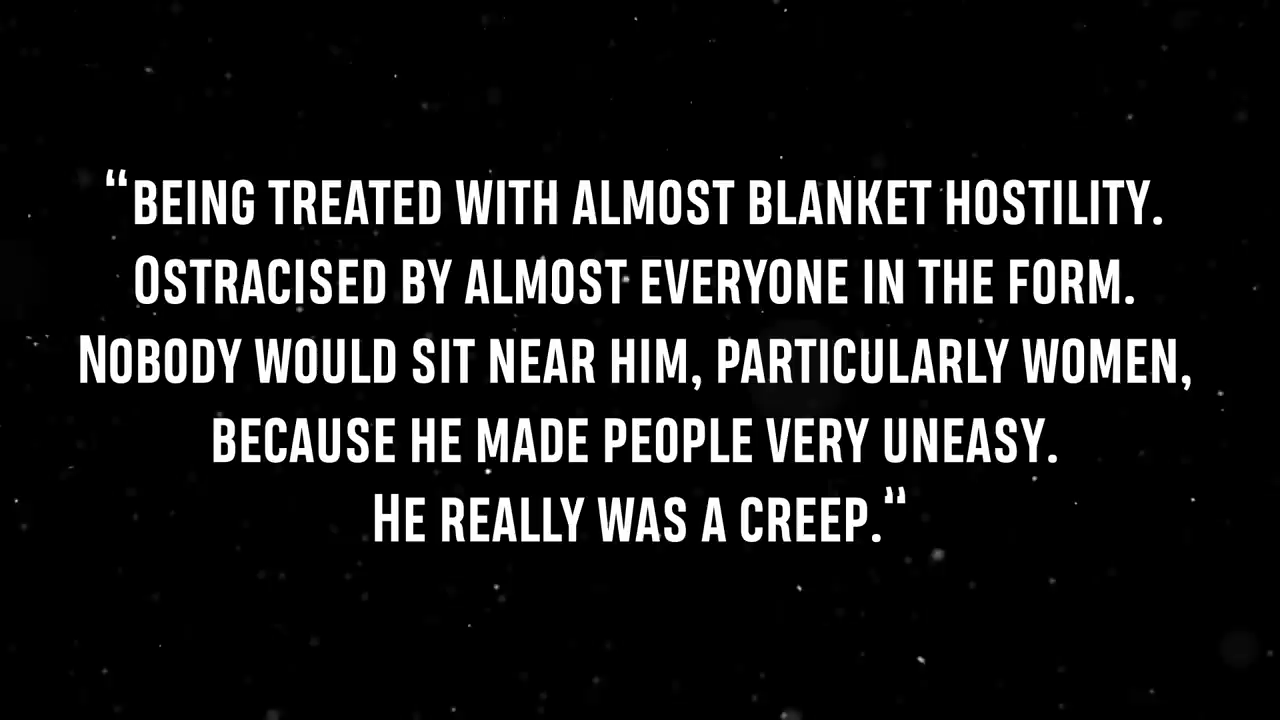 “Being treated with almost blanket hostility.
Ostracised by almost everyone in the form.
Nobody would sit near him, particularly women,
because he made people very uneasy.
He really was a creep.”